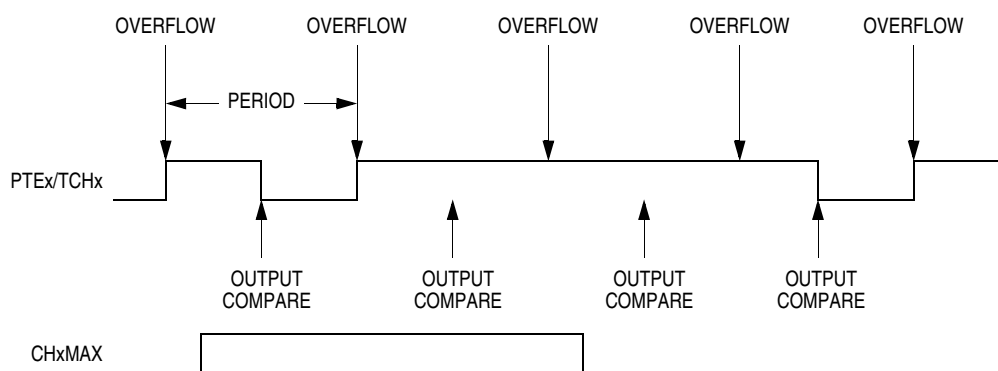 OVERFLOW OVERFLOW OVERFLOW OVERFLOW OVERFLOW
PERIOD
PTEx/TCHx
OUTPUT COMPARE
OUTPUT COMPARE
OUTPUT COMPARE
OUTPUT COMPARE
CHxMAX